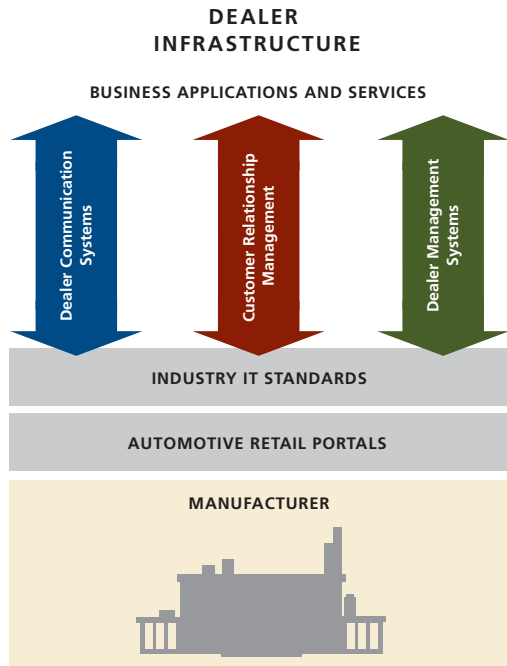 DEALER
INFRASTRUCTURE
BUSINESS APPLICATIONS AND SERVICES
Dealer Communication
Systems
Customer Relationship
Management
Dealer Management
Systems
INDUSTRY IT STANDARDS
AUTOMOTIVE RETAIL PORTALS
MANUFACTURER